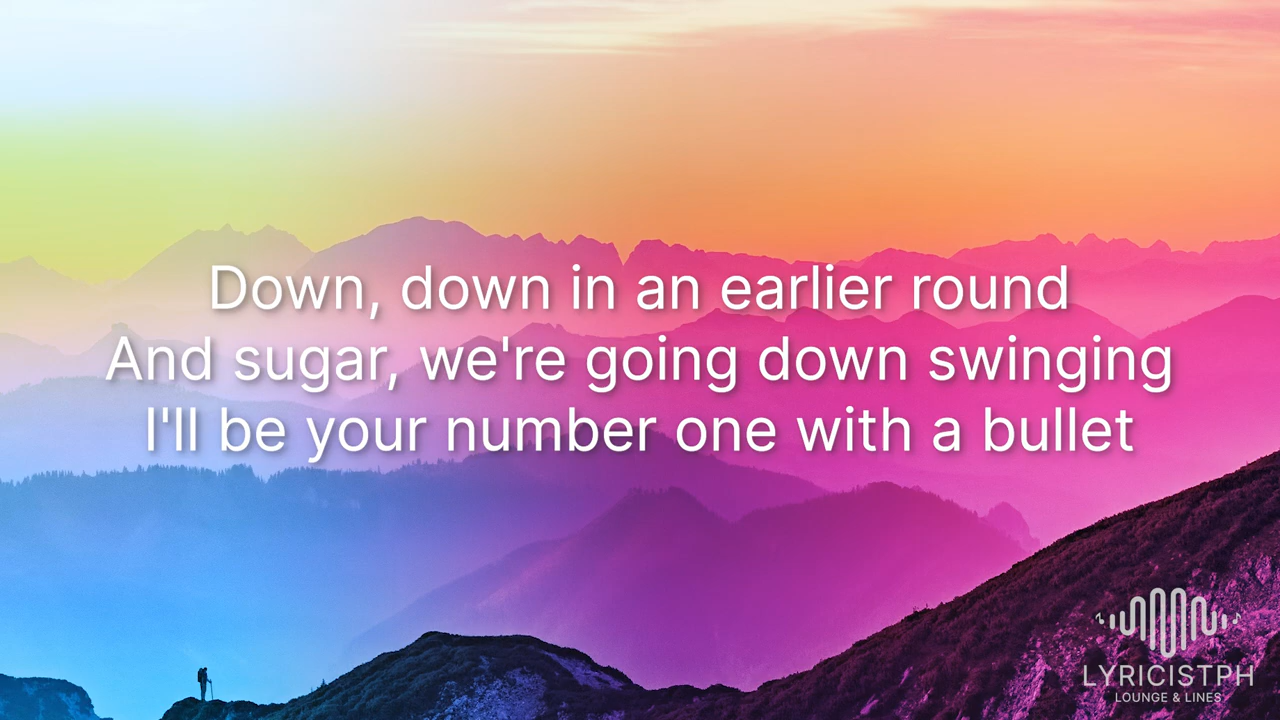 Down, down in an earlier round
And sugar, we're going down swinging
I'll be your number one with a bullet
LYRICISTPH
LOUNGE & LINES